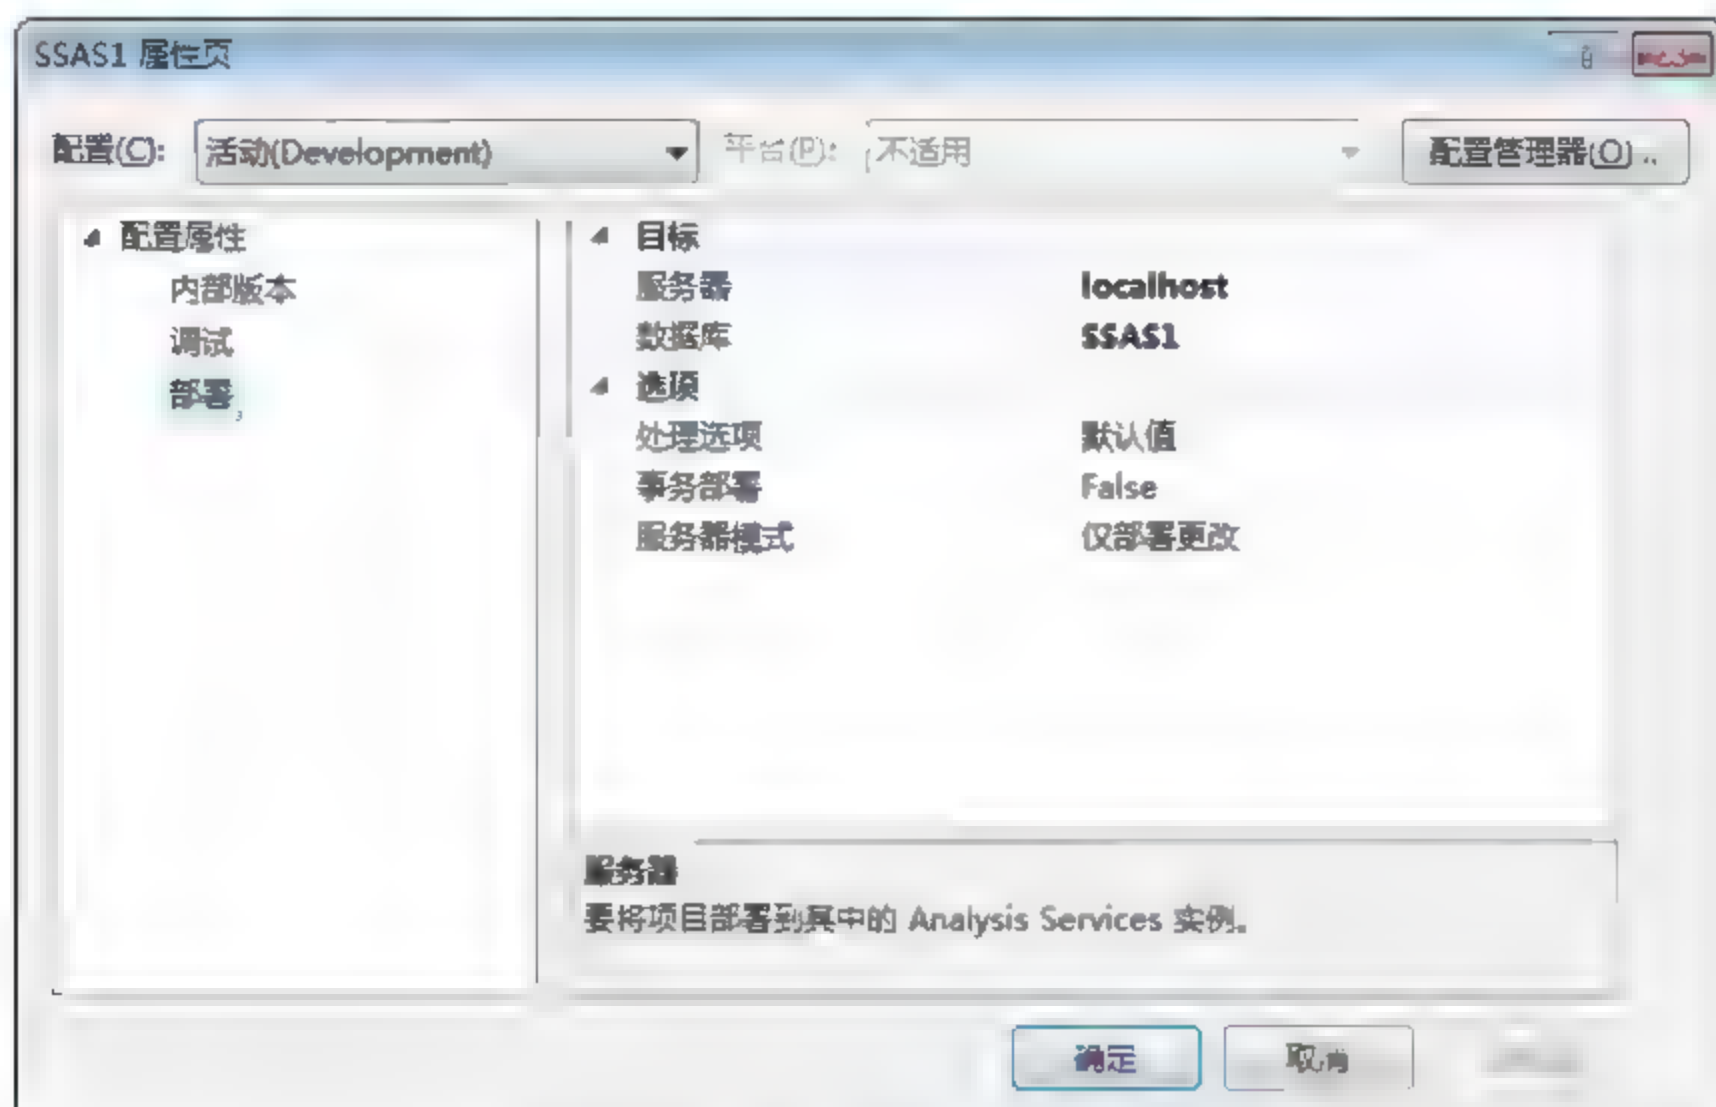 SSAS1 属性页
配置(C): 活动(Development) 平台(P): 不适用 配置管理器(O)...
配置属性
内部版本
调试
部署
目标
服务器 localhost
数据库 SSAS1
选项
处理选项 默认值
事务部署 False
服务器模式 仅部署更改
服务器
要将项目部署到其中的 Analysis Services 实例。
确定 取消